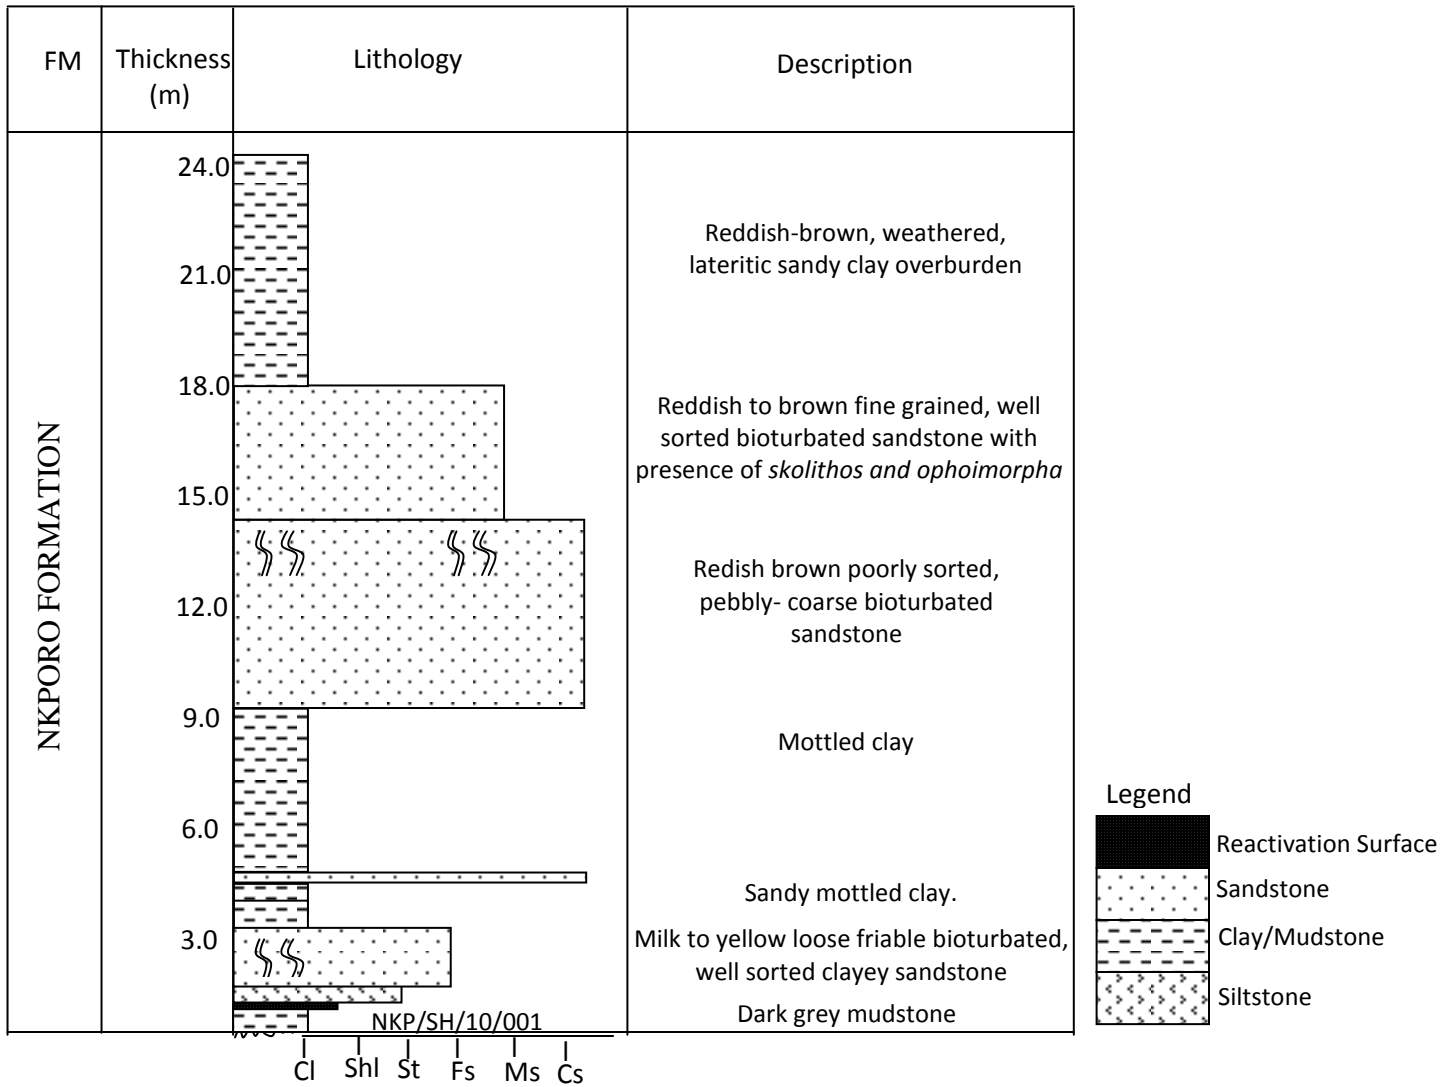 FM
Thickness
(m)
Lithology
Description
NKPORO FORMATION
24.0
21.0
18.0
15.0
12.0
9.0
6.0
3.0
Reddish-brown, weathered,
lateritic sandy clay overburden
Reddish to brown fine grained, well
sorted bioturbated sandstone with
presence of skolithos and ophoimorpha
Redish brown poorly sorted,
pebbly- coarse bioturbated
sandstone
Mottled clay
Sandy mottled clay.
Milk to yellow loose friable bioturbated,
well sorted clayey sandstone
Dark grey mudstone
NKP/SH/10/001
Cl Shl St Fs Ms Cs
Legend
Reactivation Surface
Sandstone
Clay/Mudstone
Siltstone